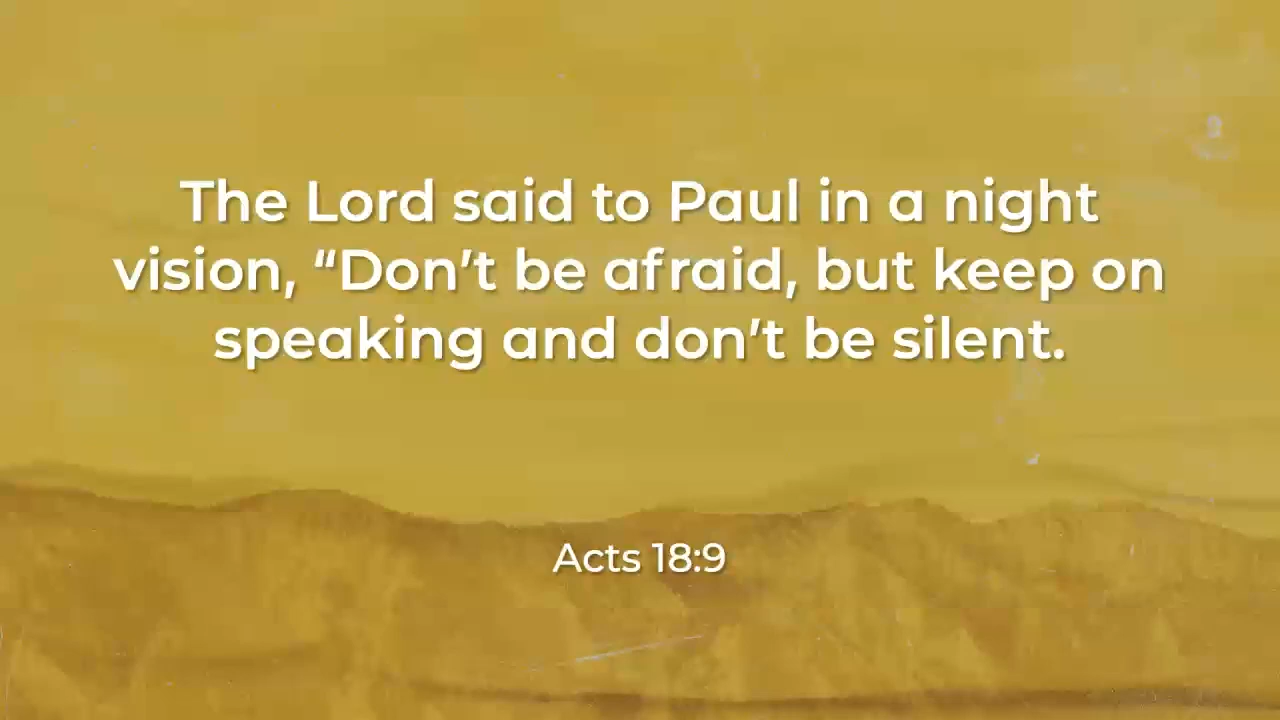 The Lord said to Paul in a night
vision, “Don’t be afraid, but keep on
speaking and don’t be silent.
Acts 18:9